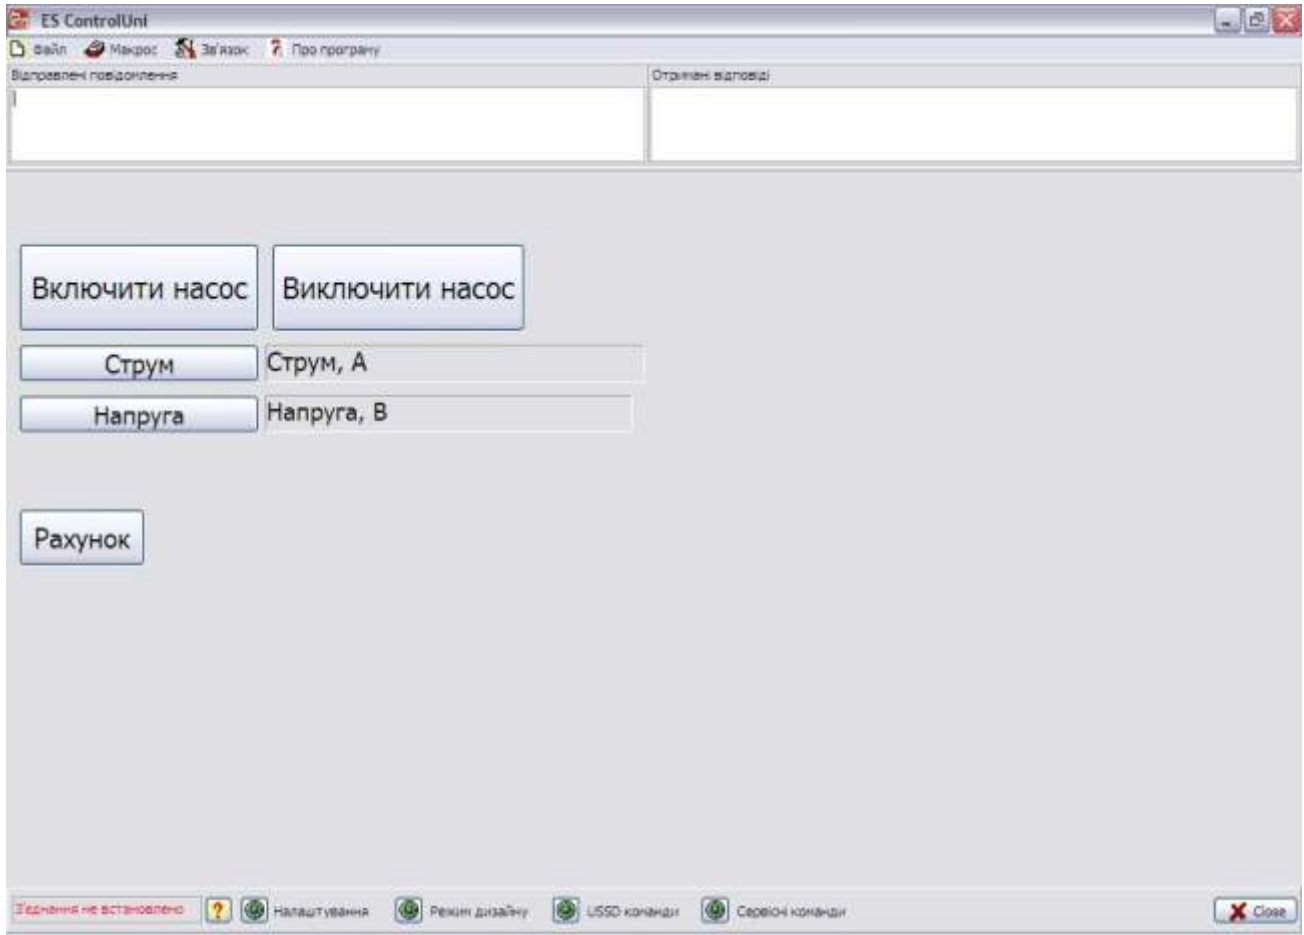 ES ControlUni
Файл Макрос Зв'язок Про програму
Відправлені повідомлення Отримані відповіді
Включити насос Виключити насос
Струм Струм, А
Напруга Напруга, В
Рахунок
З'єднання не встановлено ? Налаштування Режим дизайну USSD команди Сервісні команди Close